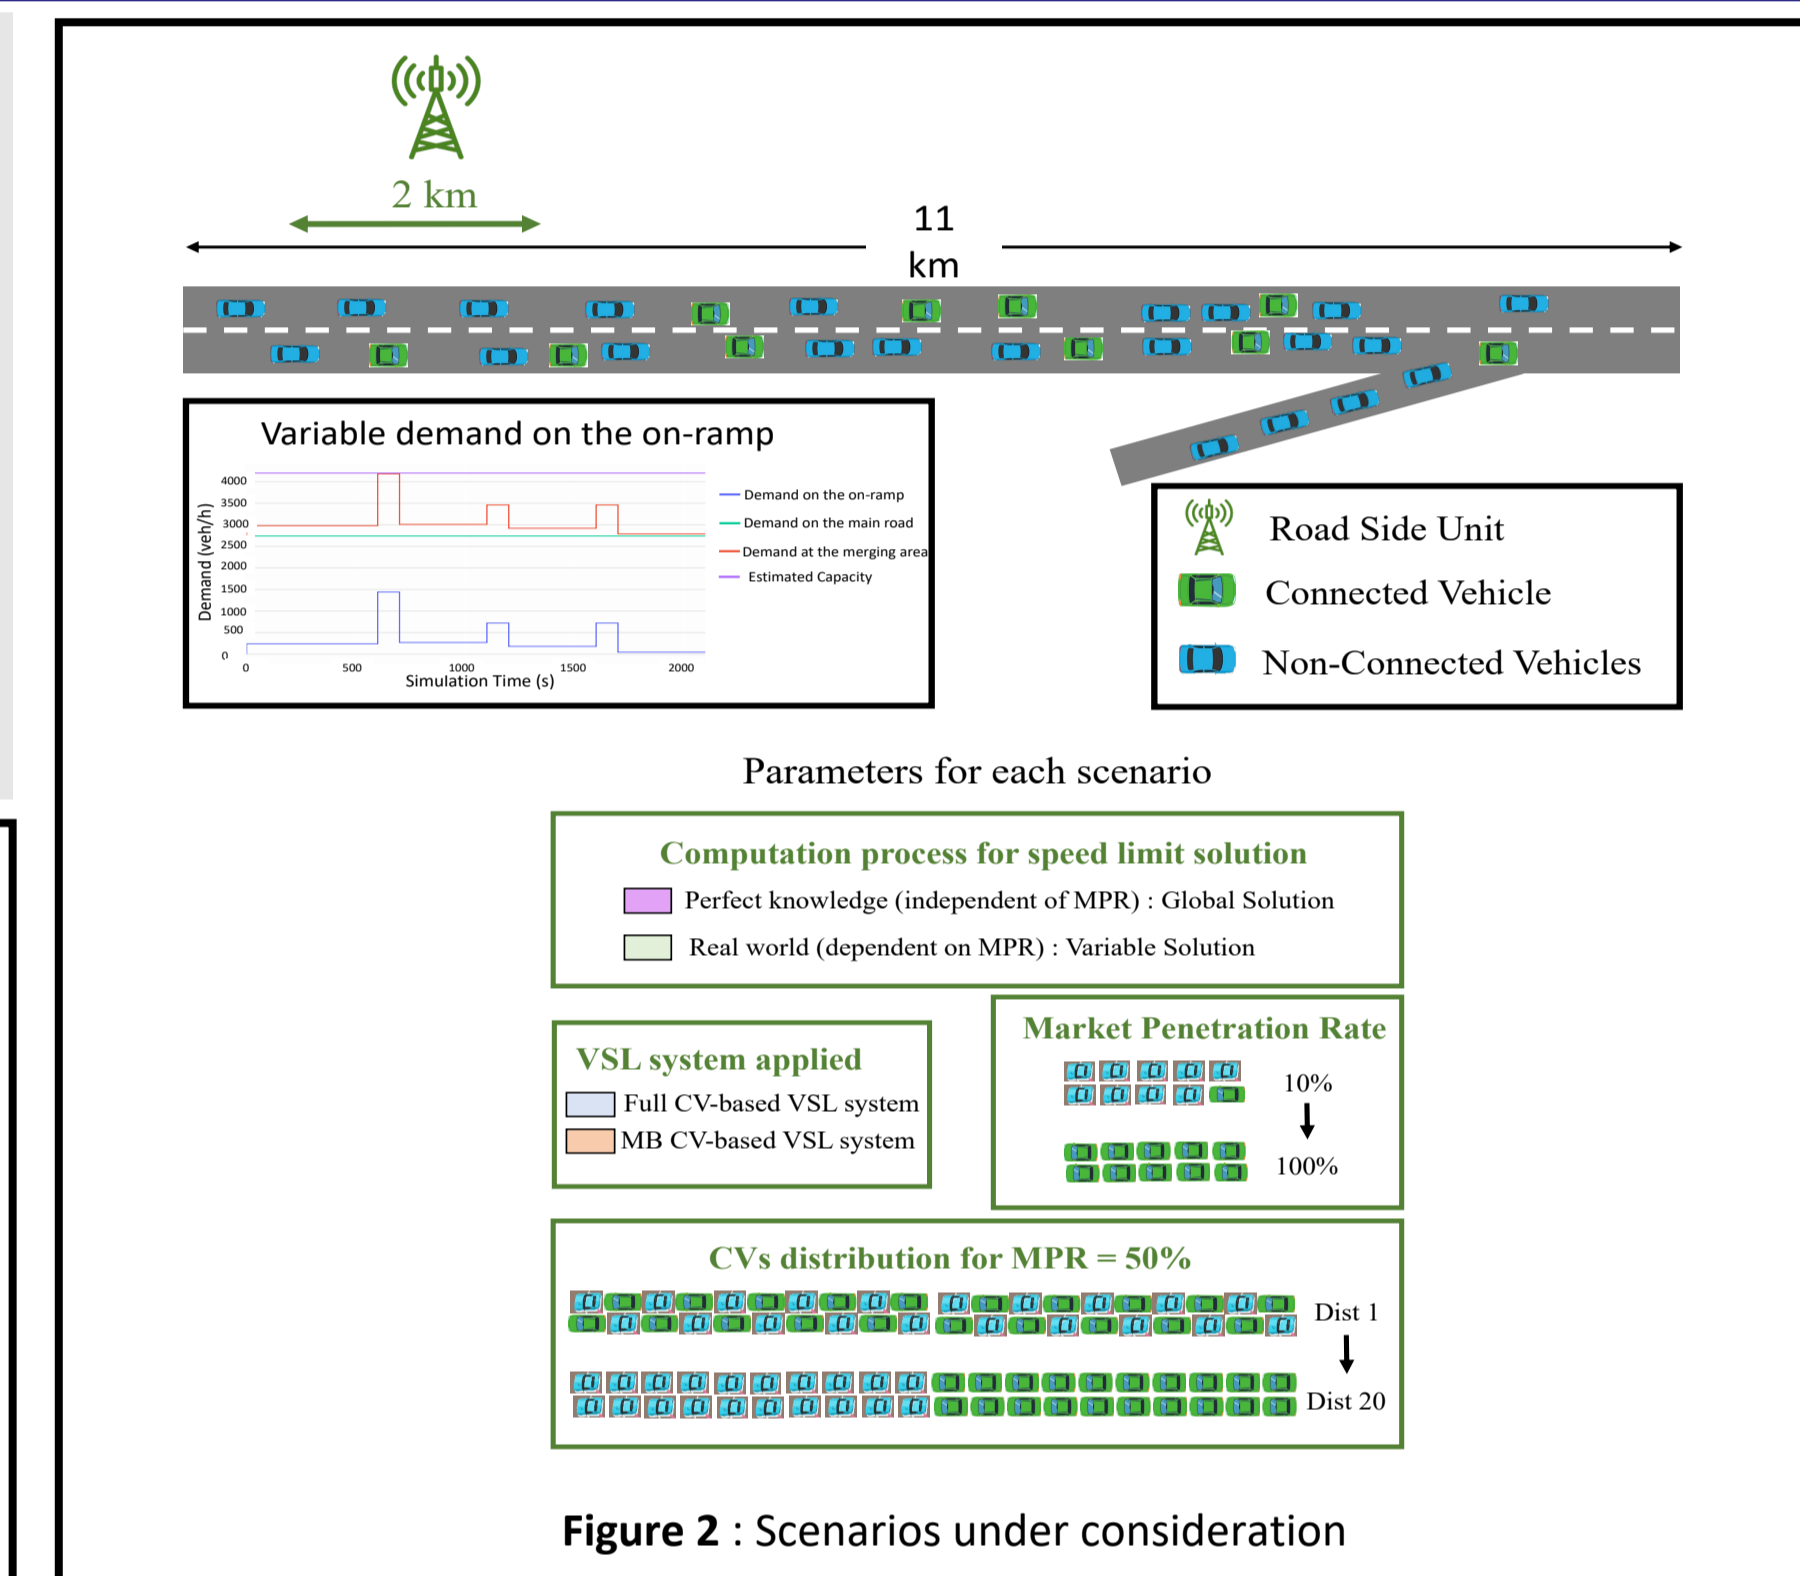 2 km
11
km
Variable demand on the on-ramp
Demand (veh/h)
4000
3500
3000
2500
2000
1500
1000
500
0
0 500 1000 1500 2000
Simulation Time (s)
Demand on the on-ramp
Demand on the main road
Demand at the merging area
Estimated Capacity
Road Side Unit
Connected Vehicle
Non-Connected Vehicles
Parameters for each scenario
Computation process for speed limit solution
Perfect knowledge (independent of MPR) : Global Solution
Real world (dependent on MPR) : Variable Solution
VSL system applied
Full CV-based VSL system
MB CV-based VSL system
Market Penetration Rate
10%
100%
CVs distribution for MPR = 50%
Dist 1
Dist 20
Figure 2 : Scenarios under consideration